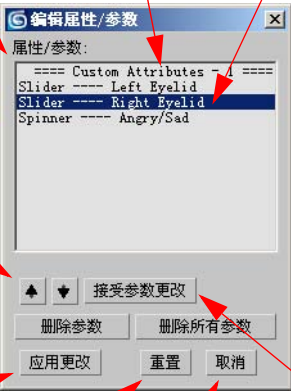 编辑属性/参数
属性/参数:
==== Custom Attributes - 1 ====
Slider ---- Left Eyelid
Slider ---- Right Eyelid
Spinner ---- Angry/Sad
接受参数更改
删除参数 删除所有参数
应用更改 重置 取消